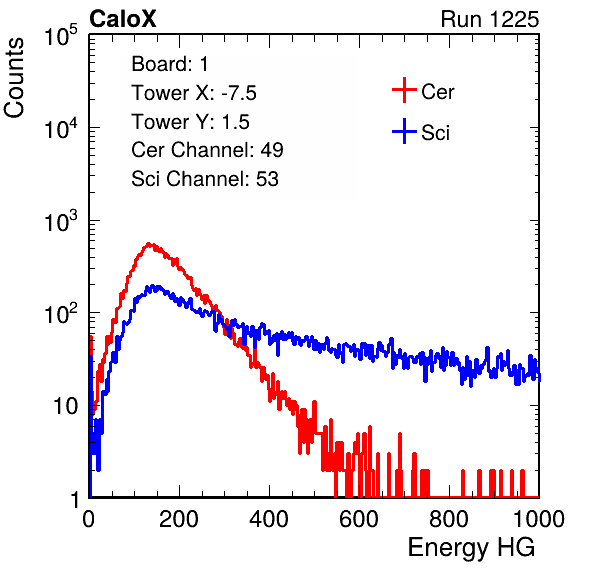 CaloX Run 1225
Counts
Board: 1
Tower X: -7.5
Tower Y: 1.5
Cer Channel: 49
Sci Channel: 53
Cer
Sci
10^5
10^4
10^3
10^2
10
1
0 200 400 600 800 1000
Energy HG